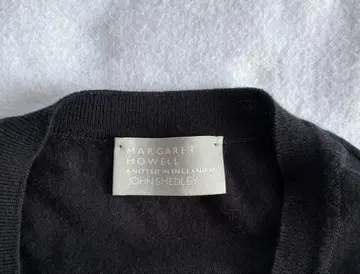 MARGARET
HOWELL
KNITTED IN ENGLAND BY
JOHN SMEDLEY